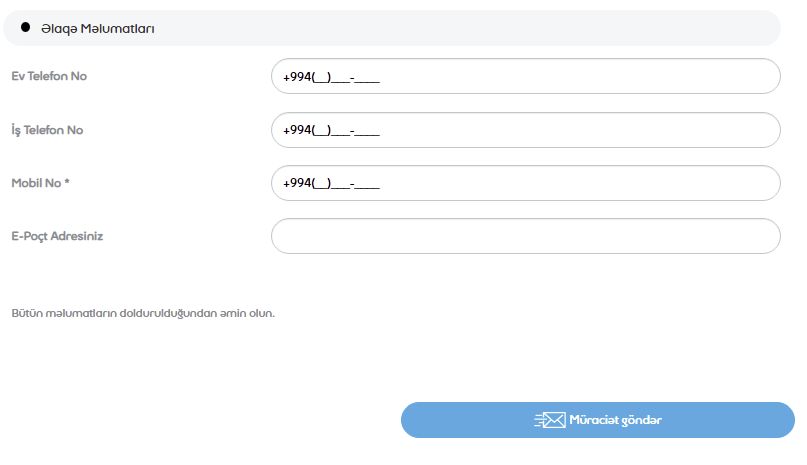 Əlaqə Məlumatları
Ev Telefon No
+994(__)___-____
İş Telefon No
+994(__)___-____
Mobil No *
+994(__)___-____
E-Poçt Adresiniz
Bütün məlumatların doldurulduğundan əmin olun.
Müraciət göndər